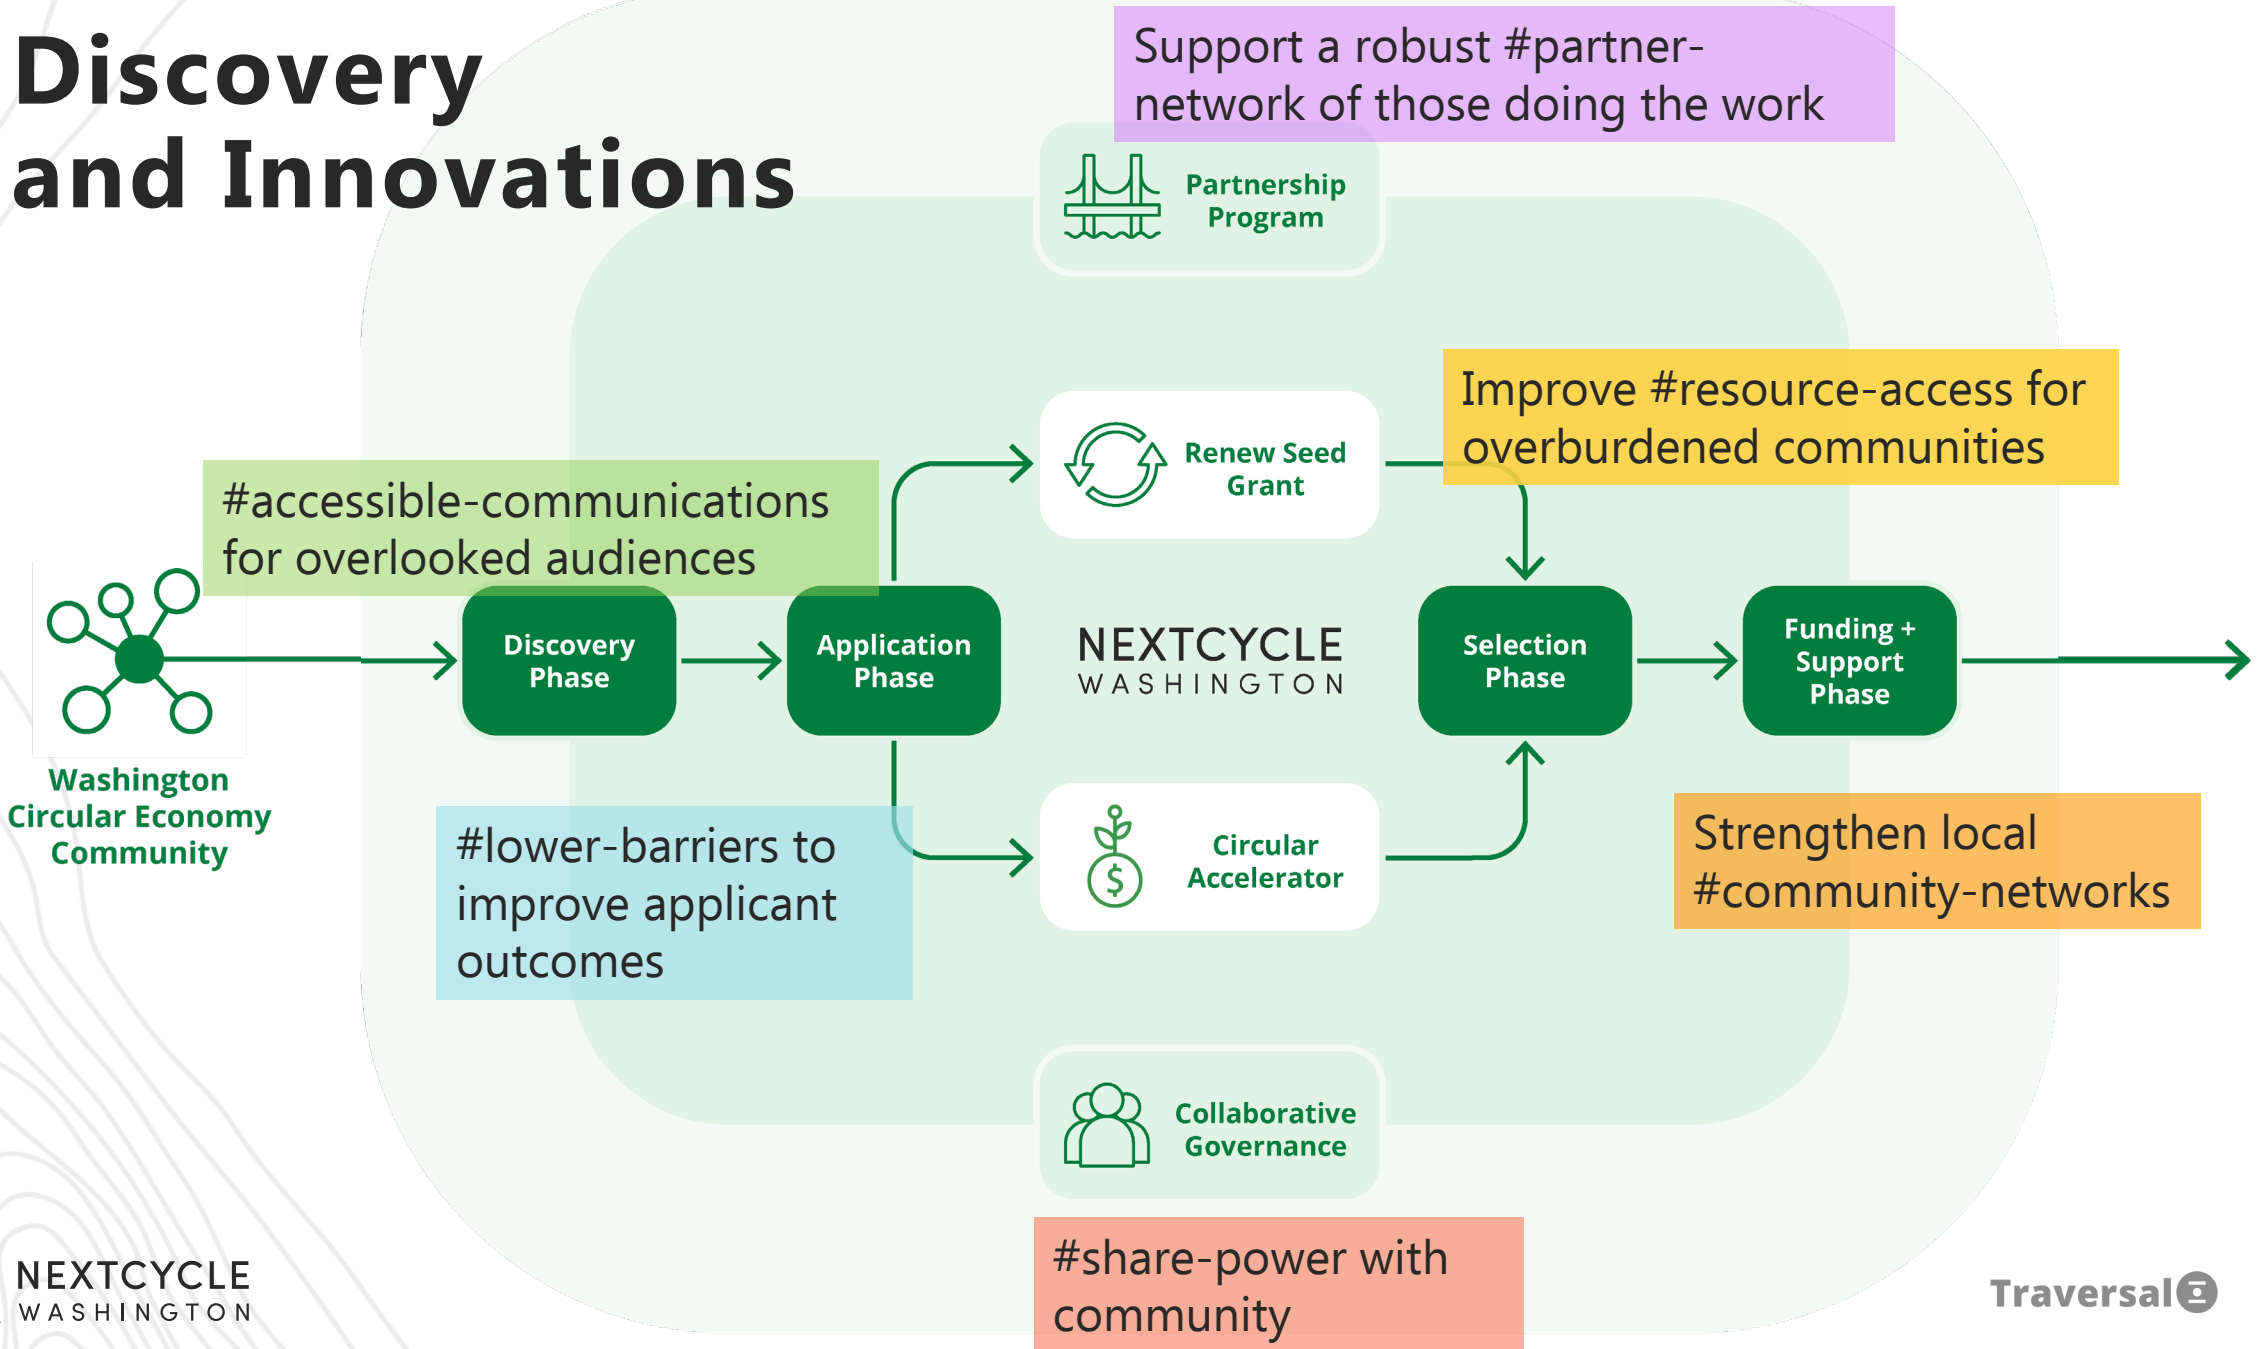 Discovery
and Innovations
Support a robust #partner-
network of those doing the work
Partnership
Program
Improve #resource-access for
overburdened communities
Renew Seed
Grant
#accessible-communications
for overlooked audiences
Discovery
Phase
Application
Phase
NEXTCYCLE
WASHINGTON
Selection
Phase
Funding +
Support
Phase
Washington
Circular Economy
Community
#lower-barriers to
improve applicant
outcomes
$
Circular
Accelerator
Strengthen local
#community-networks
Collaborative
Governance
#share-power with
community
NEXTCYCLE
WASHINGTON
Traversal